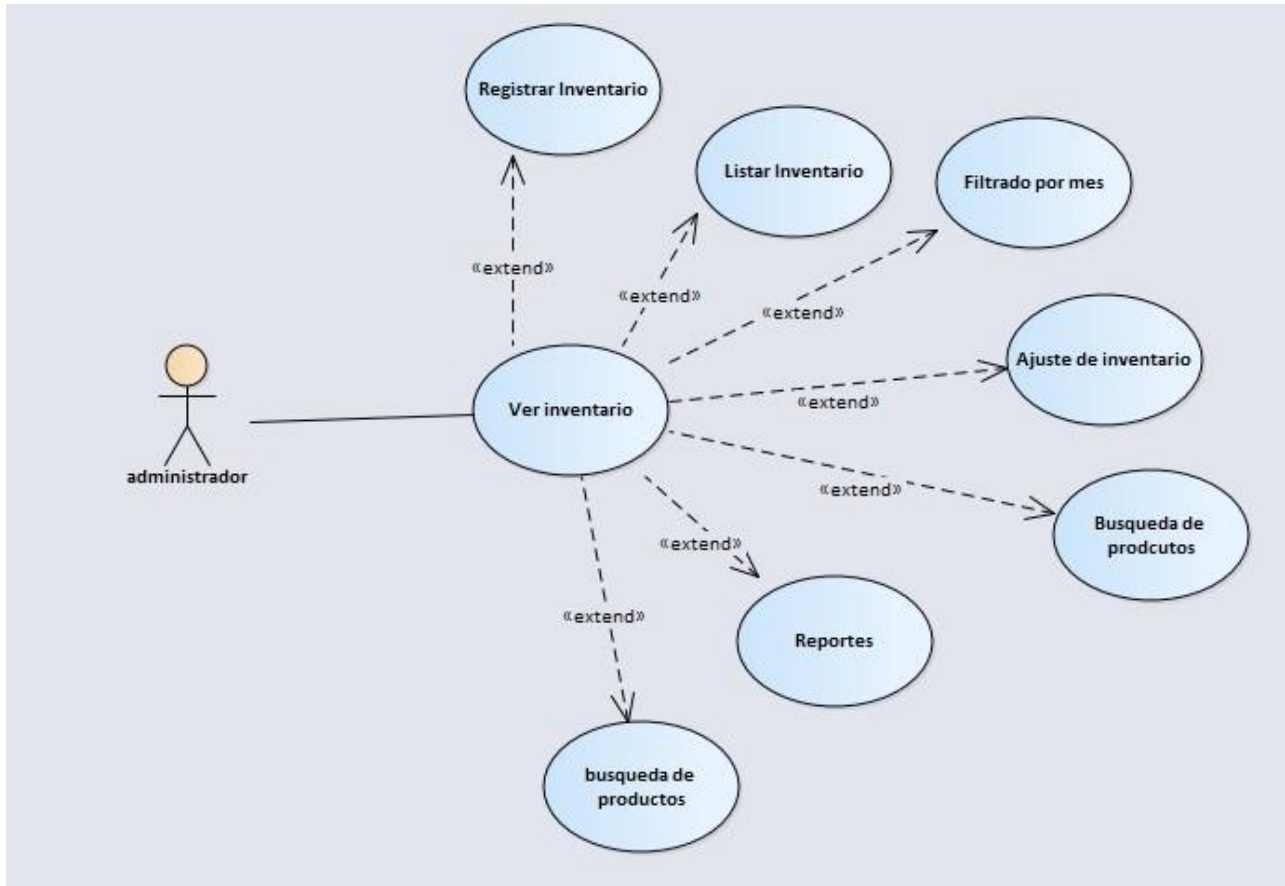 Registrar Inventario
Listar Inventario
Filtrado por mes
«extend»
«extend»
«extend»
Ajuste de inventario
«extend»
Ver inventario
administrador
«extend»
Busqueda de
prodcutos
«extend»
«extend»
Reportes
busqueda de
productos